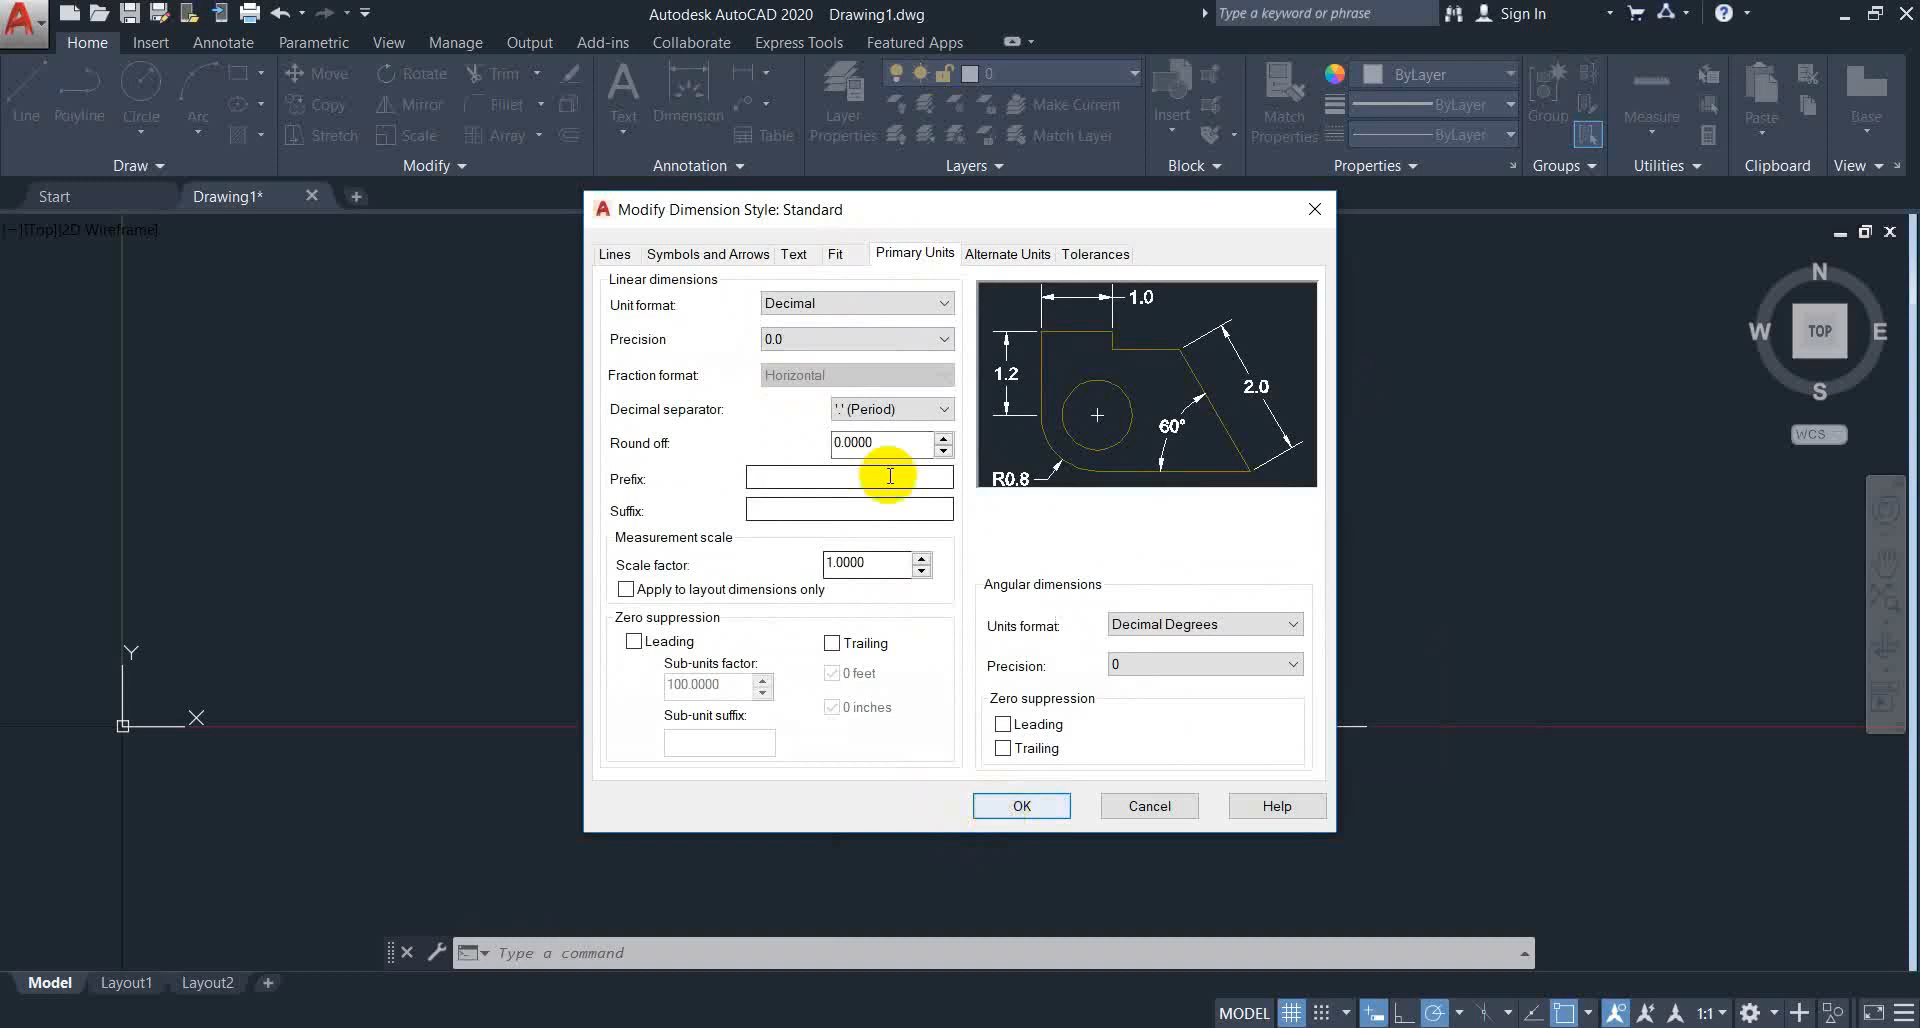 Autodesk AutoCAD 2020 Drawing1.dwg
Type a keyword or phrase
Sign In
Home Insert Annotate Parametric View Manage Output Add-ins Collaborate Express Tools Featured Apps
Line Polyline Circle Arc
Move Rotate Trim
Copy Mirror Fillet
Stretch Scale Array
Text Dimension Table
Layer Properties
0
Make Current
Match Layer
Insert
Match Properties
ByLayer
ByLayer
ByLayer
Group
Measure
Paste
Base
Draw Modify Annotation Layers Block Properties Groups Utilities Clipboard View
Start Drawing1*
[−][Top][2D Wireframe]
Modify Dimension Style: Standard
Lines Symbols and Arrows Text Fit Primary Units Alternate Units Tolerances
Linear dimensions
Unit format: Decimal
Precision 0.0
Fraction format: Horizontal
Decimal separator: '.' (Period)
Round off: 0.0000
Prefix:
Suffix:
Measurement scale
Scale factor: 1.0000
Apply to layout dimensions only
Zero suppression
Leading
Trailing
Sub-units factor:
100.0000
0 feet
Sub-unit suffix:
0 inches
1.0
1.2
2.0
60°
R0.8
Angular dimensions
Units format: Decimal Degrees
Precision: 0
Zero suppression
Leading
Trailing
OK Cancel Help
N
W TOP E
S
WCS
Y
X
Type a command
Model Layout1 Layout2
MODEL 1:1